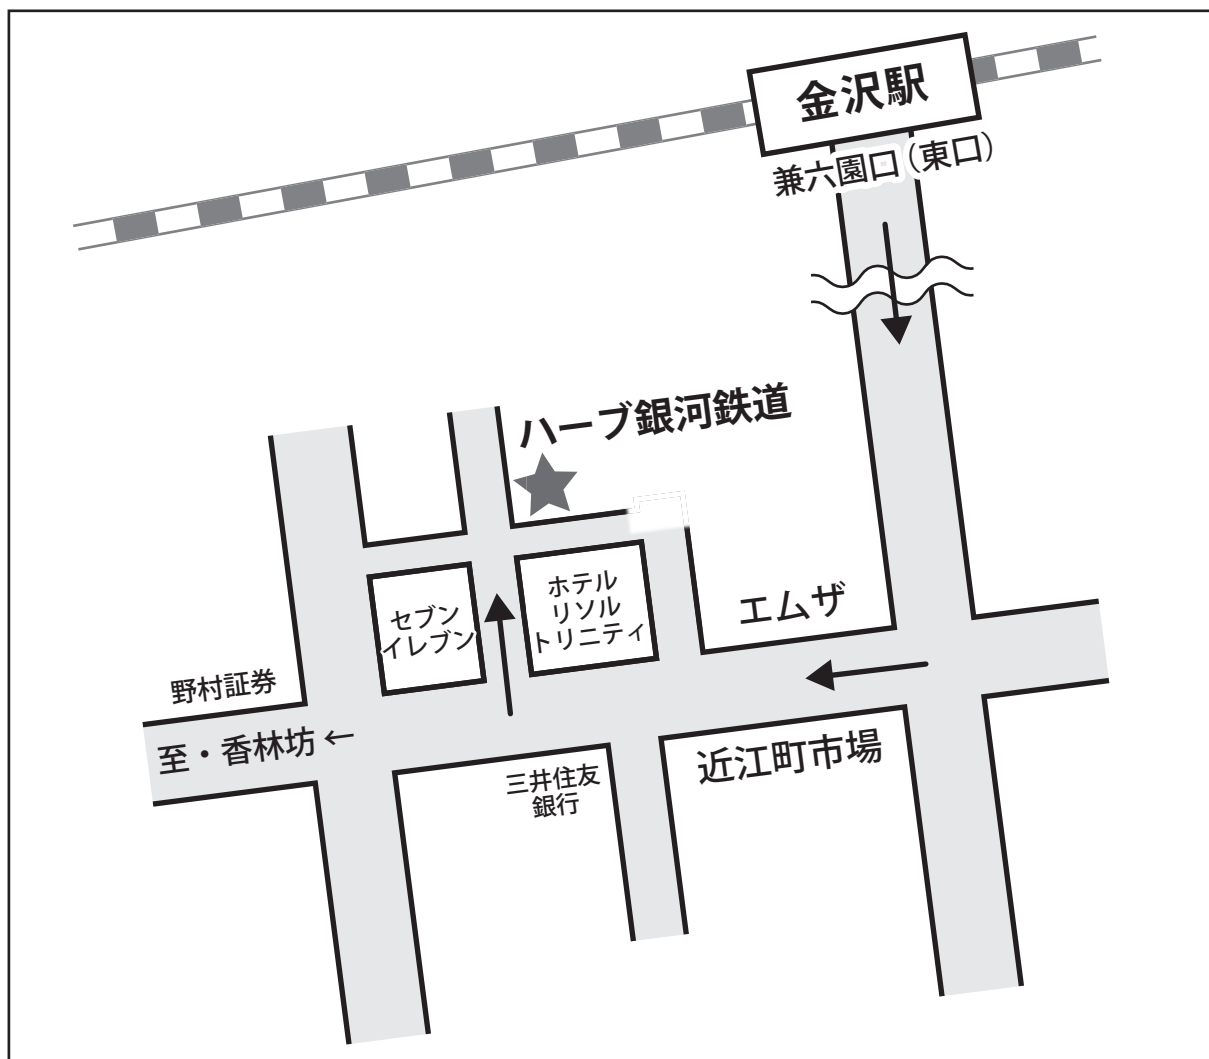 金沢駅
兼六園口（東口）
ハーブ銀河鉄道
ホテル
リソル
トリニティ
セブン
イレブン
エムザ
野村証券
至・香林坊 ←
近江町市場
三井住友
銀行